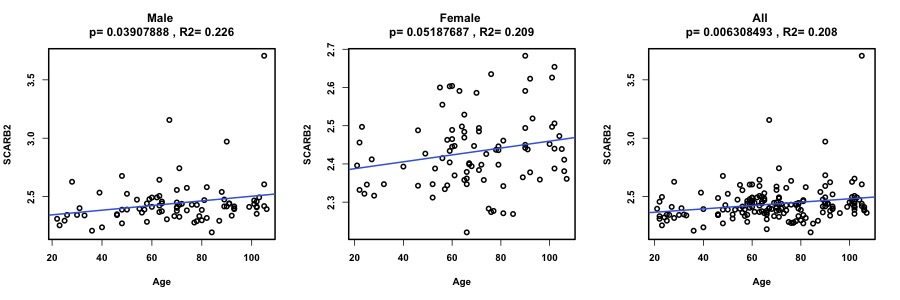 Male
p= 0.03907888 , R2= 0.226
SCARB2
3.5
3.0
2.5
20 40 60 80 100
Age
Female
p= 0.05187687 , R2= 0.209
SCARB2
2.7
2.6
2.5
2.4
2.3
20 40 60 80 100
Age
All
p= 0.006308493 , R2= 0.208
SCARB2
3.5
3.0
2.5
20 40 60 80 100
Age